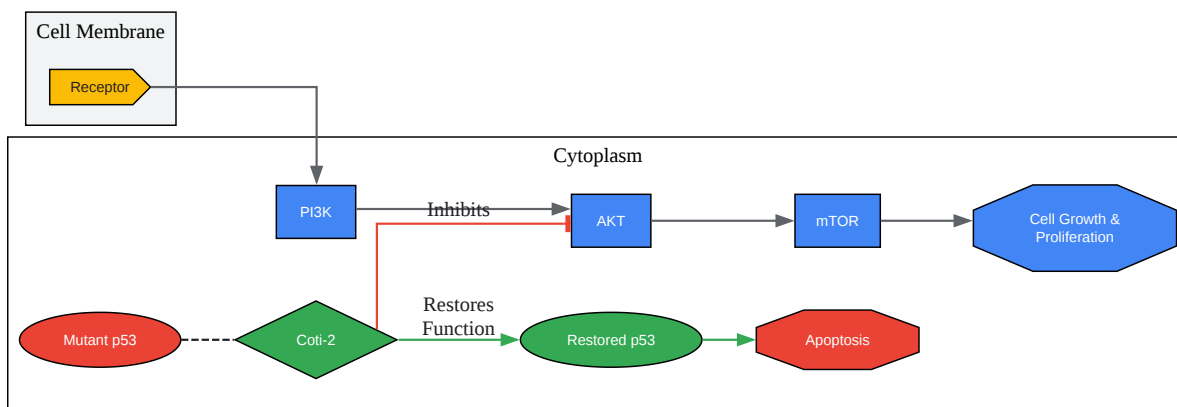 Cell Membrane
Receptor
Cytoplasm
PI3K
Inhibits
AKT
mTOR
Cell Growth &
Proliferation
Mutant p53
Coti-2
Restores
Function
Restored p53
Apoptosis